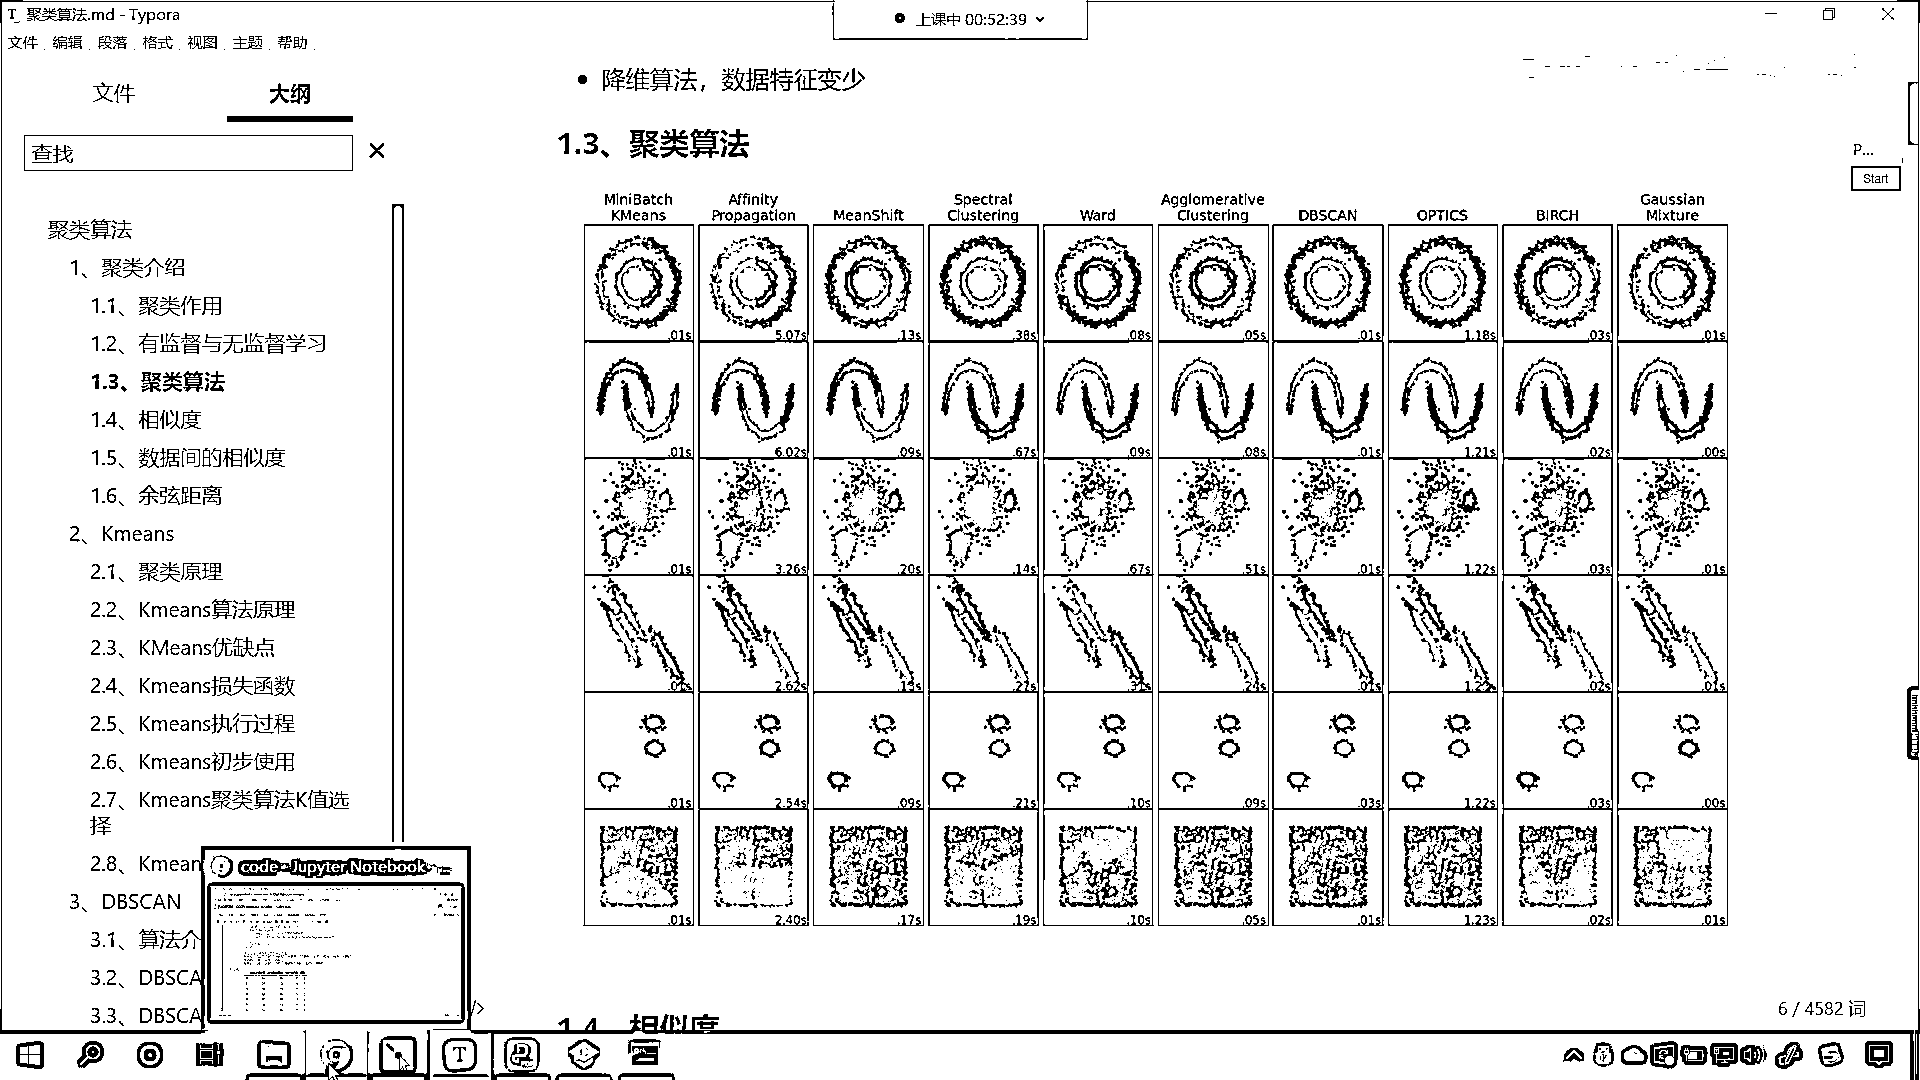 聚类算法.md - Typora
上课中 00:52:39
文件 编辑 段落 格式 视图 主题 帮助
文件 大纲
查找
聚类算法
1、聚类介绍
1.1、聚类作用
1.2、有监督与无监督学习
1.3、聚类算法
1.4、相似度
1.5、数据间的相似度
1.6、余弦距离
2、Kmeans
2.1、聚类原理
2.2、Kmeans算法原理
2.3、KMeans优缺点
2.4、Kmeans损失函数
2.5、Kmeans执行过程
2.6、Kmeans初步使用
2.7、Kmeans聚类算法K值选
择
2.8、Kmean
3、DBSCAN
3.1、算法介
3.2、DBSCA
3.3、DBSCA
code - Jupyter Notebook
• 降维算法，数据特征变少
1.3、聚类算法
MiniBatch KMeans
Affinity Propagation
MeanShift
Spectral Clustering
Ward
Agglomerative Clustering
DBSCAN
OPTICS
BIRCH
Gaussian Mixture
.01s 5.07s .13s .38s .08s .05s .01s 1.18s .03s .01s
.01s 6.02s .09s .67s .09s .08s .01s 1.21s .02s .00s
.01s 3.26s .20s .14s .67s .51s .01s 1.22s .03s .01s
.01s 2.62s .13s .22s .31s .24s .01s .02s .01s
.01s 2.54s .09s .21s .10s .09s .03s 1.22s .03s .00s
.01s 2.40s .17s .19s .10s .05s .01s 1.23s .02s .01s
1.4、相似度
P...
Start
6 / 4582 词